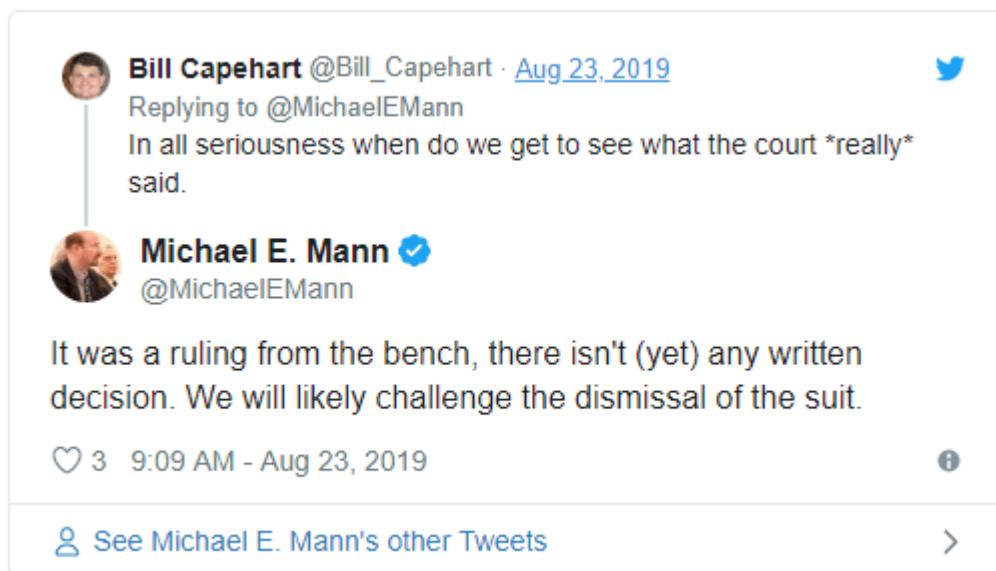 Bill Capehart @Bill_Capehart · Aug 23, 2019
Replying to @MichaelEMann
In all seriousness when do we get to see what the court *really*
said.
Michael E. Mann
@MichaelEMann
It was a ruling from the bench, there isn't (yet) any written
decision. We will likely challenge the dismissal of the suit.
3 9:09 AM - Aug 23, 2019
See Michael E. Mann's other Tweets